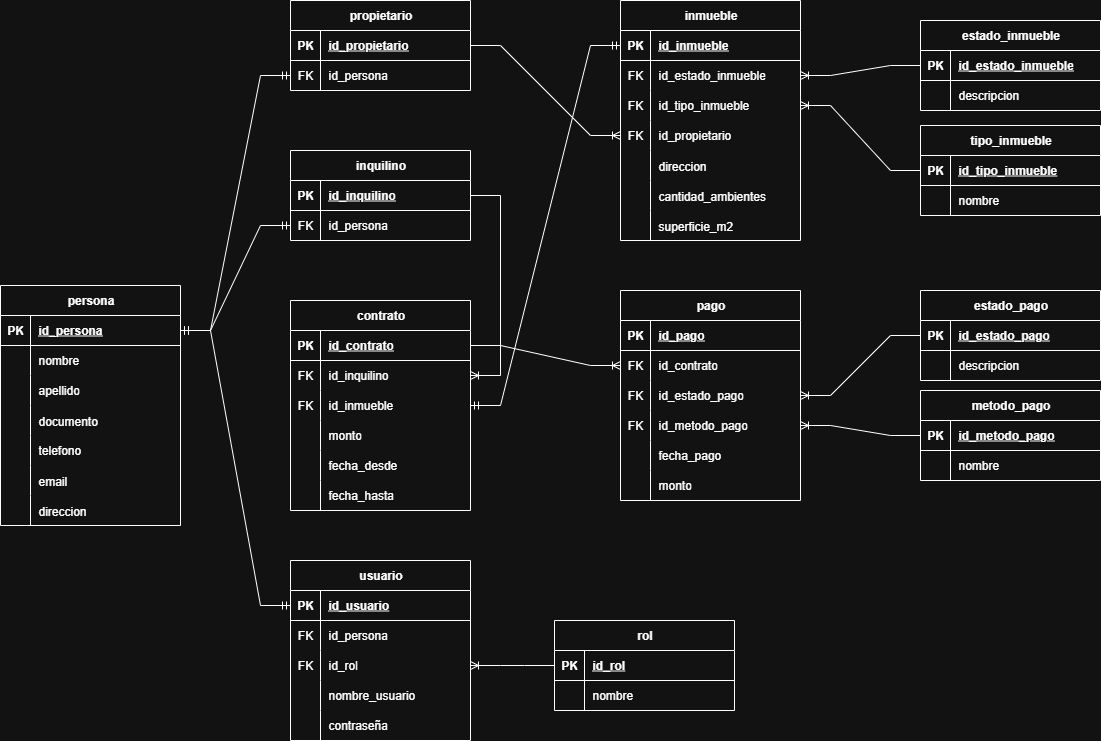 propietario
PK id_propietario
FK id_persona
inmueble
PK id_inmueble
FK id_estado_inmueble
FK id_tipo_inmueble
FK id_propietario
direccion
cantidad_ambientes
superficie_m2
estado_inmueble
PK id_estado_inmueble
descripcion
tipo_inmueble
PK id_tipo_inmueble
nombre
inquilino
PK id_inquilino
FK id_persona
persona
PK id_persona
nombre
apellido
documento
telefono
email
direccion
contrato
PK id_contrato
FK id_inquilino
FK id_inmueble
monto
fecha_desde
fecha_hasta
pago
PK id_pago
FK id_contrato
FK id_estado_pago
FK id_metodo_pago
fecha_pago
monto
estado_pago
PK id_estado_pago
descripcion
metodo_pago
PK id_metodo_pago
nombre
usuario
PK id_usuario
FK id_persona
FK id_rol
nombre_usuario
contraseña
rol
PK id_rol
nombre